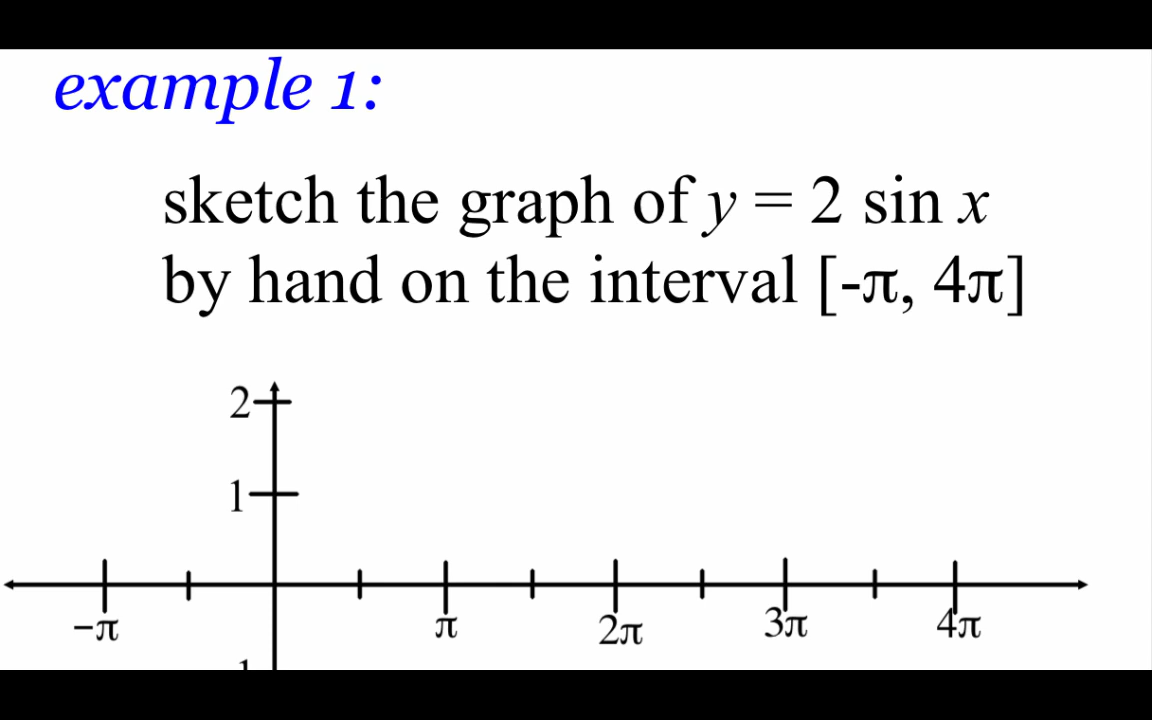 example 1:
sketch the graph of y = 2 sin x
by hand on the interval [-π, 4π]
2
1
−π
π
2π
3π
4π